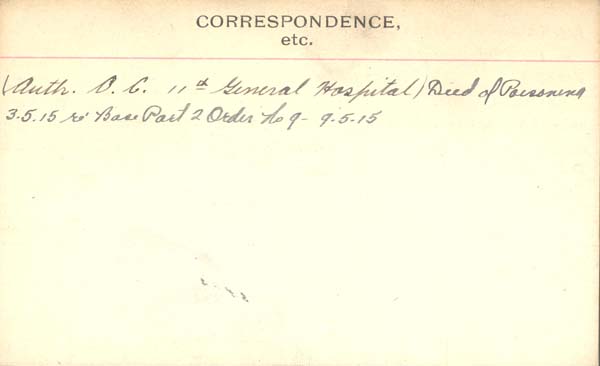 CORRESPONDENCE,
etc.
(Auth. O. C. 11th General Hospital) Died of Poisoning
3.5.15 re Base Part 2 Order No 9 - 9.5.15